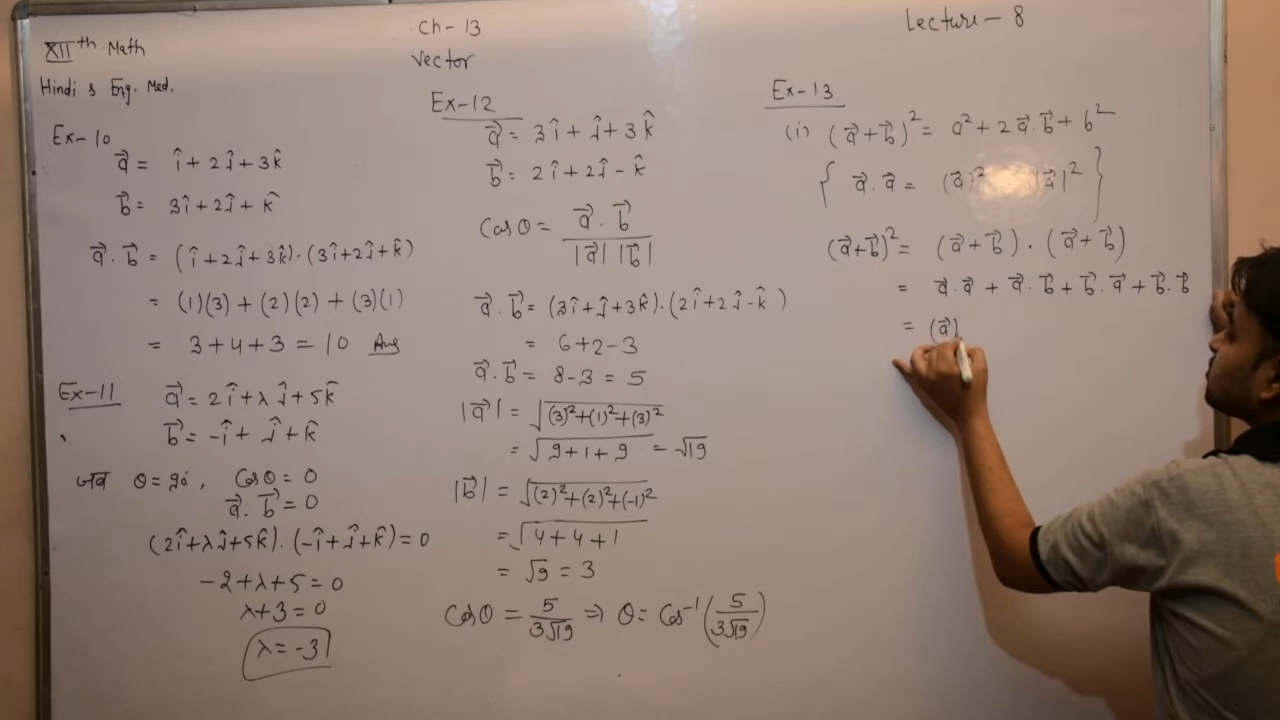 XIIth Math
Hindi & Eng. Med.
Ch-13
Vector
Lecture-8
Ex-10
a⃗ = î + 2ĵ + 3k̂
b⃗ = 3î + 2ĵ + k̂
a⃗ . b⃗ = (î + 2ĵ + 3k̂).(3î + 2ĵ + k̂)
= (1)(3) + (2)(2) + (3)(1)
= 3+4+3 = 10 Ans
Ex-11 a⃗ = 2î + λĵ + 5k̂
b⃗ = -î + ĵ + k̂
जब θ = 90°, Cosθ = 0
a⃗ . b⃗ = 0
(2î + λĵ + 5k̂).(-î + ĵ + k̂) = 0
-2+λ+5 = 0
λ+3 = 0
λ = -3
Ex-12
a⃗ = 3î + ĵ + 3k̂
b⃗ = 2î + 2ĵ - k̂
Cosθ = a⃗ . b⃗ / |a⃗| |b⃗|
a⃗ . b⃗ = (3î + ĵ + 3k̂).(2î + 2ĵ - k̂)
= 6+2-3
a⃗ . b⃗ = 8-3 = 5
|a⃗| = √((3)²+(1)²+(3)²)
= √(9+1+9) = √19
|b⃗| = √((2)²+(2)²+(-1)²)
= √(4+4+1)
= √9 = 3
Cosθ = 5/3√19 ⇒ θ = Cos⁻¹(5/3√19)
Ex-13
(i) (a⃗+b⃗)² = a² + 2a⃗.b⃗ + b²
{ a⃗ . a⃗ = (a⃗)² |a⃗|² }
(a⃗+b⃗)² = (a⃗+b⃗) . (a⃗+b⃗)
= a⃗.a⃗ + a⃗.b⃗ + b⃗.a⃗ + b⃗.b⃗
= (a⃗)